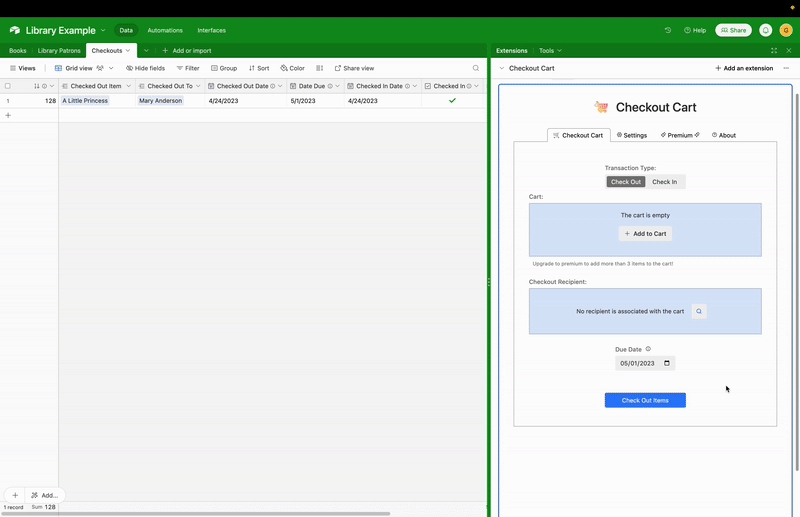 Library Example
Data
Automations
Interfaces
Help
Share
Books
Library Patrons
Checkouts
Add or import
Extensions
Tools
Views
Grid view
Hide fields
Filter
Group
Sort
Color
Share view
Checkout Cart
Add an extension
Checked Out Item
Checked Out To
Checked Out Date
Date Due
Checked In Date
Checked In
1
128
A Little Princess
Mary Anderson
4/24/2023
5/1/2023
4/24/2023
Checkout Cart
Checkout Cart
Settings
Premium
About
Transaction Type:
Check Out
Check In
Cart:
The cart is empty
+ Add to Cart
Upgrade to premium to add more than 3 items to the cart!
Checkout Recipient:
No recipient is associated with the cart
Due Date
05/01/2023
Check Out Items
Add...
1 record
Sum 128